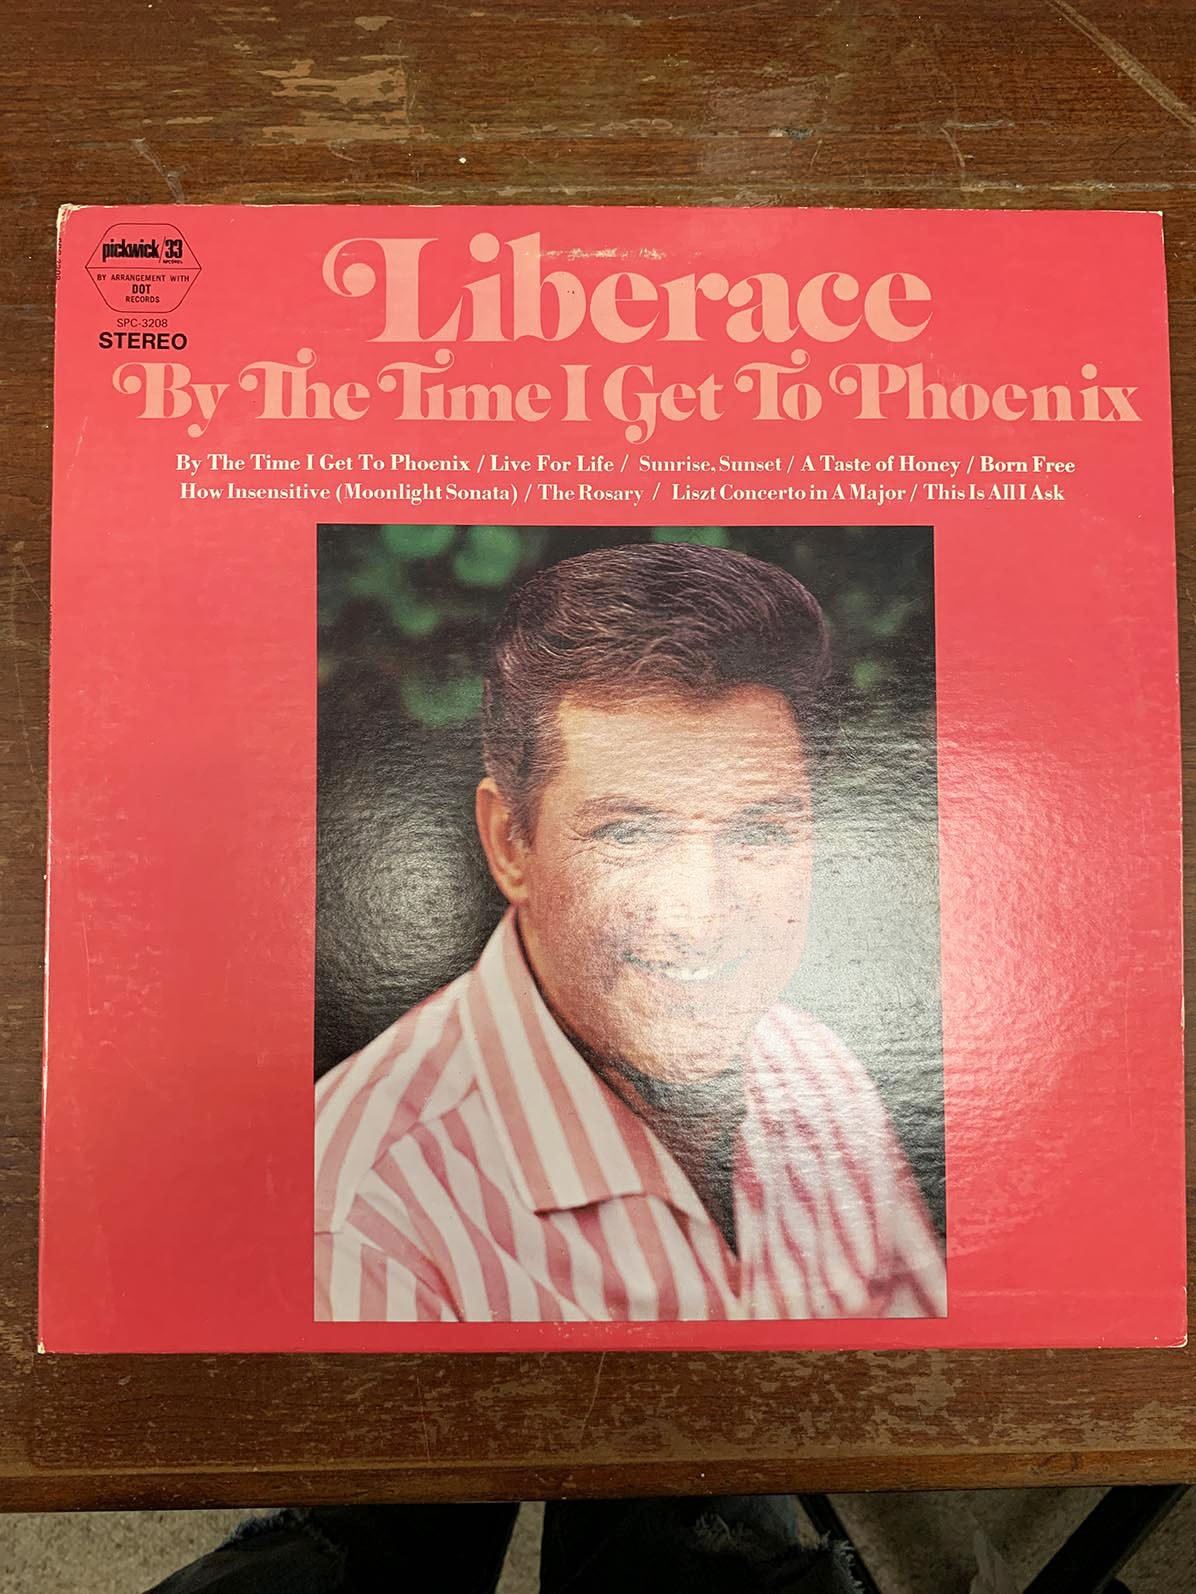 pickwick/33
RECORDS
BY ARRANGEMENT WITH
DOT
RECORDS
SPC-3208
STEREO
Liberace
By The Time I Get To Phoenix
By The Time I Get To Phoenix / Live For Life / Sunrise, Sunset / A Taste of Honey / Born Free
How Insensitive (Moonlight Sonata) / The Rosary / Liszt Concerto in A Major / This Is All I Ask